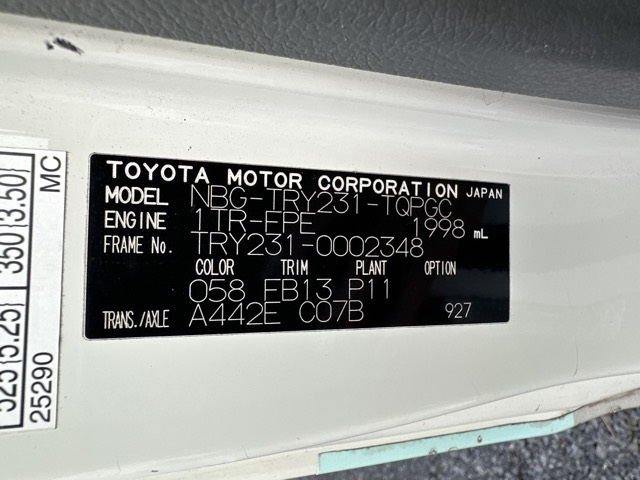 TOYOTA MOTOR CORPORATION JAPAN
MODEL NBG-TRY231-TQPGC
ENGINE 1TR-FPE 1998 mL
FRAME No. TRY231-0002348
COLOR TRIM PLANT OPTION
058 FB13 P11
TRANS./AXLE A442E C07B 927
525(5.25) 350(3.50)
MC
25290